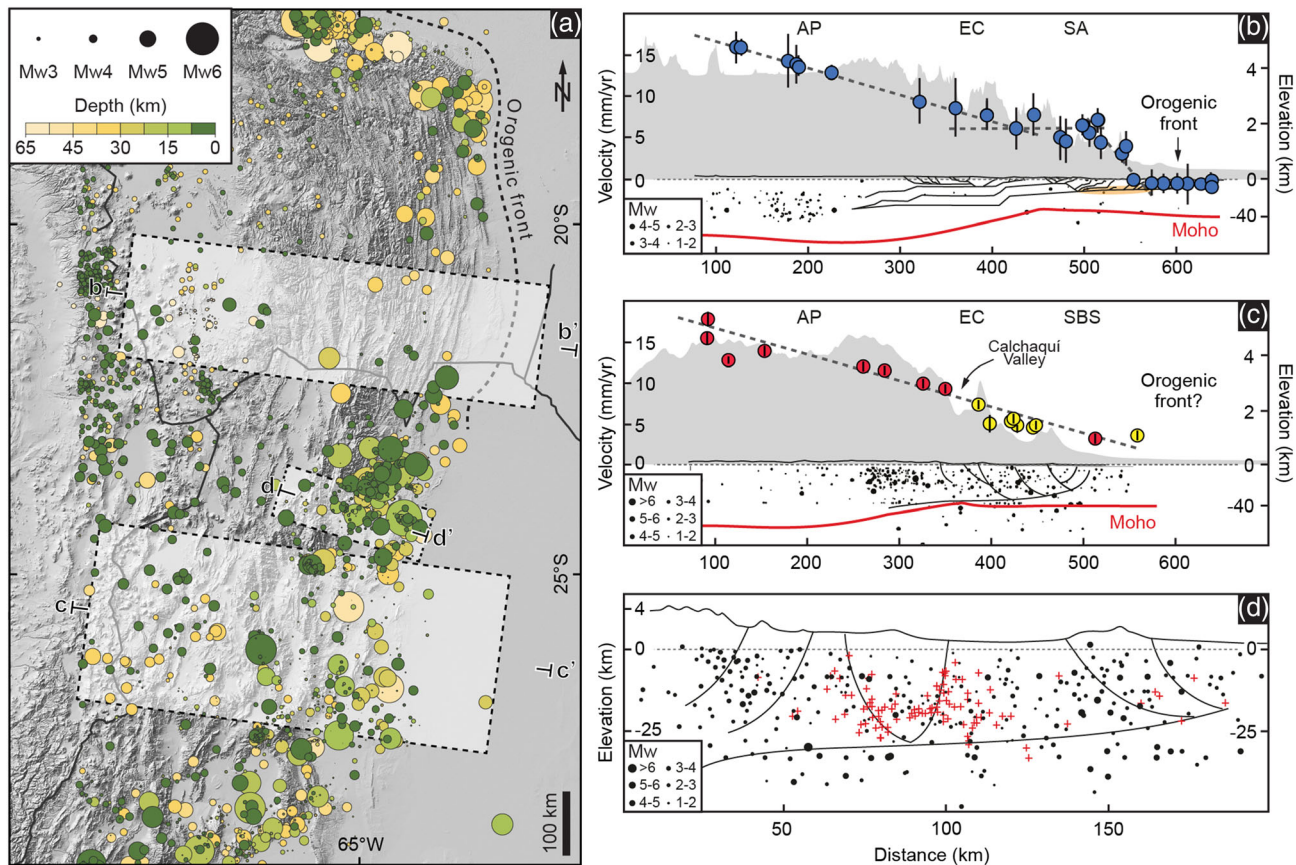 (a)
Mw3 Mw4 Mw5 Mw6
Depth (km)
65 45 30 15 0
N
Orogenic front
20°S
b
b'
d
d'
25°S
c
c'
65°W
100 km
(b)
AP EC SA
Velocity (mm/yr)
15
10
5
0
Elevation (km)
4
2
0
-40
Orogenic
front
Mw
4-5 2-3
3-4 1-2
Moho
100 200 300 400 500 600
(c)
AP EC SBS
Velocity (mm/yr)
15
10
5
0
Elevation (km)
4
2
0
-40
Calchaquí
Valley
Orogenic
front?
Mw
>6 3-4
5-6 2-3
4-5 1-2
Moho
100 200 300 400 500 600
(d)
Elevation (km)
4
0
-25
0
-25
Mw
>6 3-4
5-6 2-3
4-5 1-2
50 100 150
Distance (km)